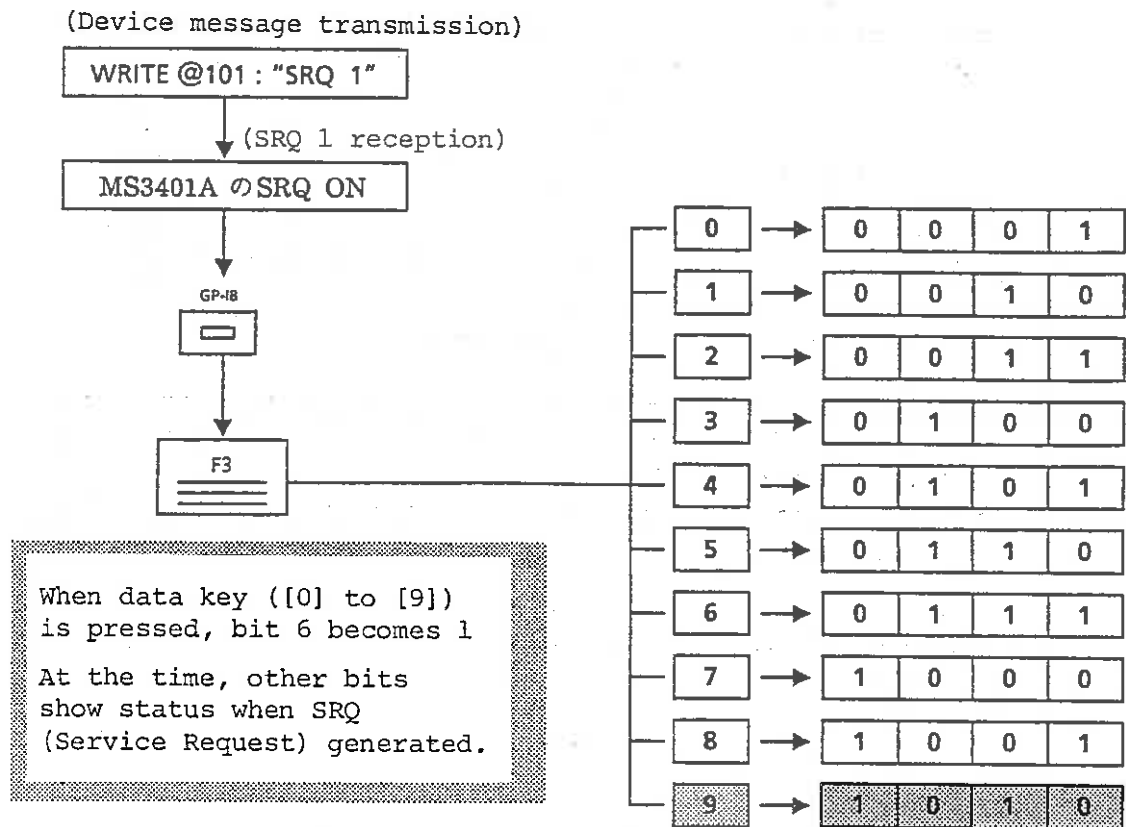 (Device message transmission)
WRITE @101 : "SRQ 1"
(SRQ 1 reception)
MS3401A のSRQ ON
GP-IB
F3
When data key ([0] to [9])
is pressed, bit 6 becomes 1
At the time, other bits
show status when SRQ
(Service Request) generated.
0 0 0 0 1
1 0 0 1 0
2 0 0 1 1
3 0 1 0 0
4 0 1 0 1
5 0 1 1 0
6 0 1 1 1
7 1 0 0 0
8 1 0 0 1
9 1 0 1 0